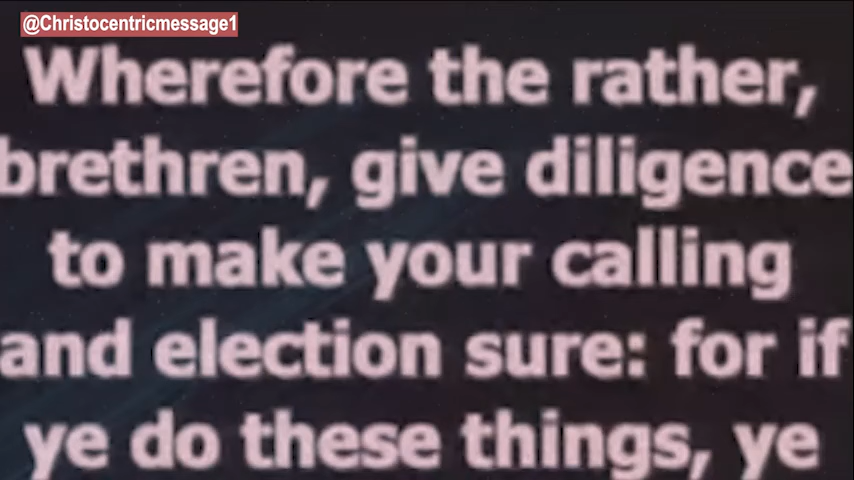 @Christocentricmessage1
Wherefore the rather,
brethren, give diligence
to make your calling
and election sure: for if
ye do these things, ye